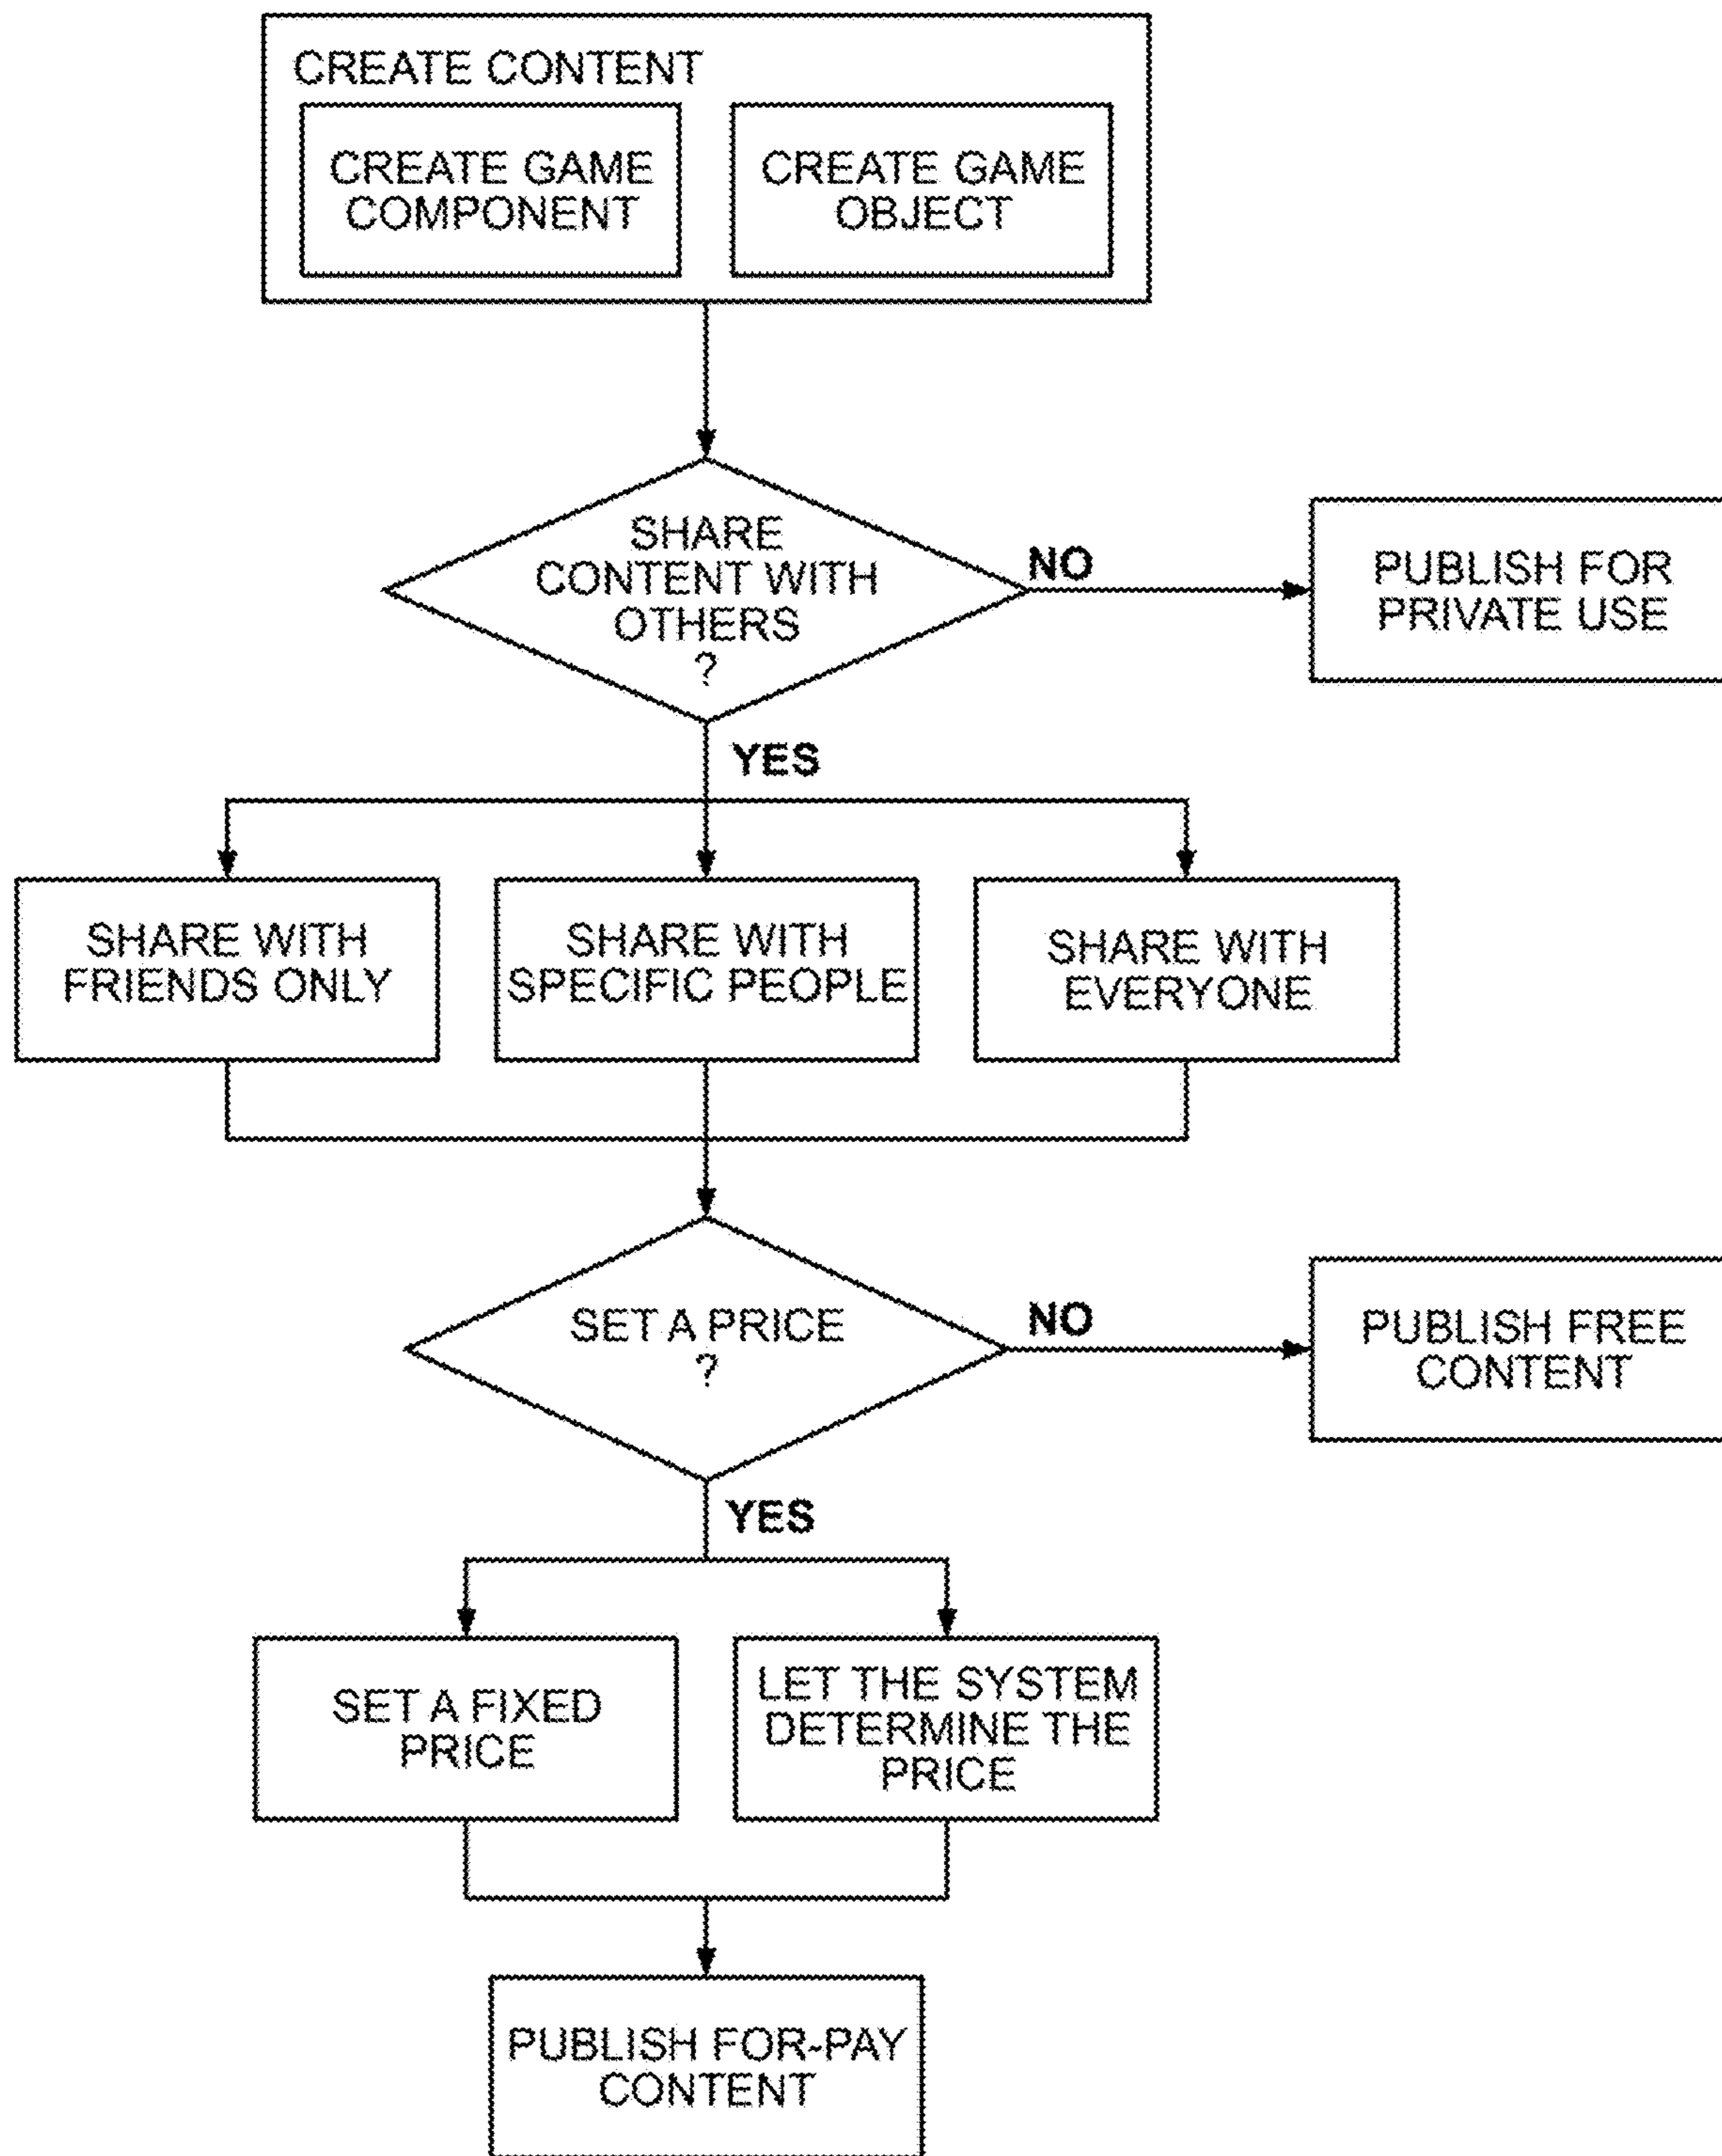 CREATE CONTENT
CREATE GAME
COMPONENT
CREATE GAME
OBJECT
SHARE
CONTENT WITH
OTHERS
?
NO
PUBLISH FOR
PRIVATE USE
YES
SHARE WITH
FRIENDS ONLY
SHARE WITH
SPECIFIC PEOPLE
SHARE WITH
EVERYONE
SET A PRICE
?
NO
PUBLISH FREE
CONTENT
YES
SET A FIXED
PRICE
LET THE SYSTEM
DETERMINE THE
PRICE
PUBLISH FOR-PAY
CONTENT